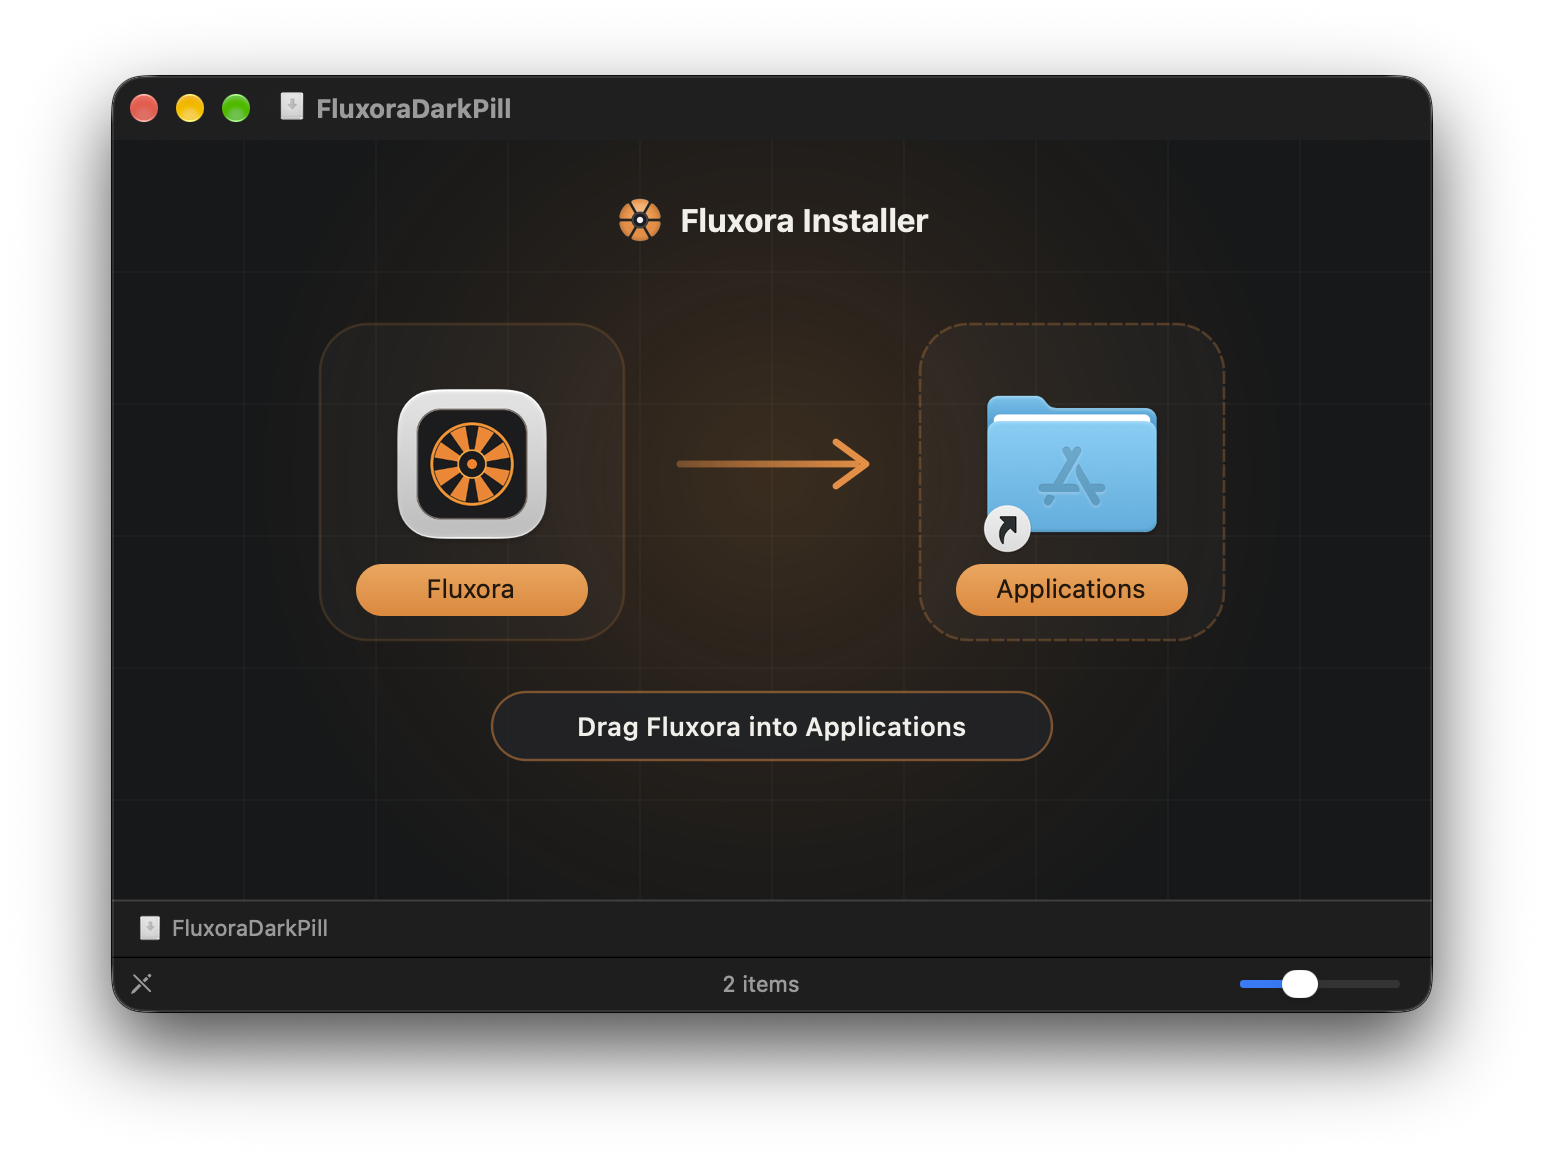 FluxoraDarkPill
Fluxora Installer
Fluxora
Applications
Drag Fluxora into Applications
FluxoraDarkPill
2 items